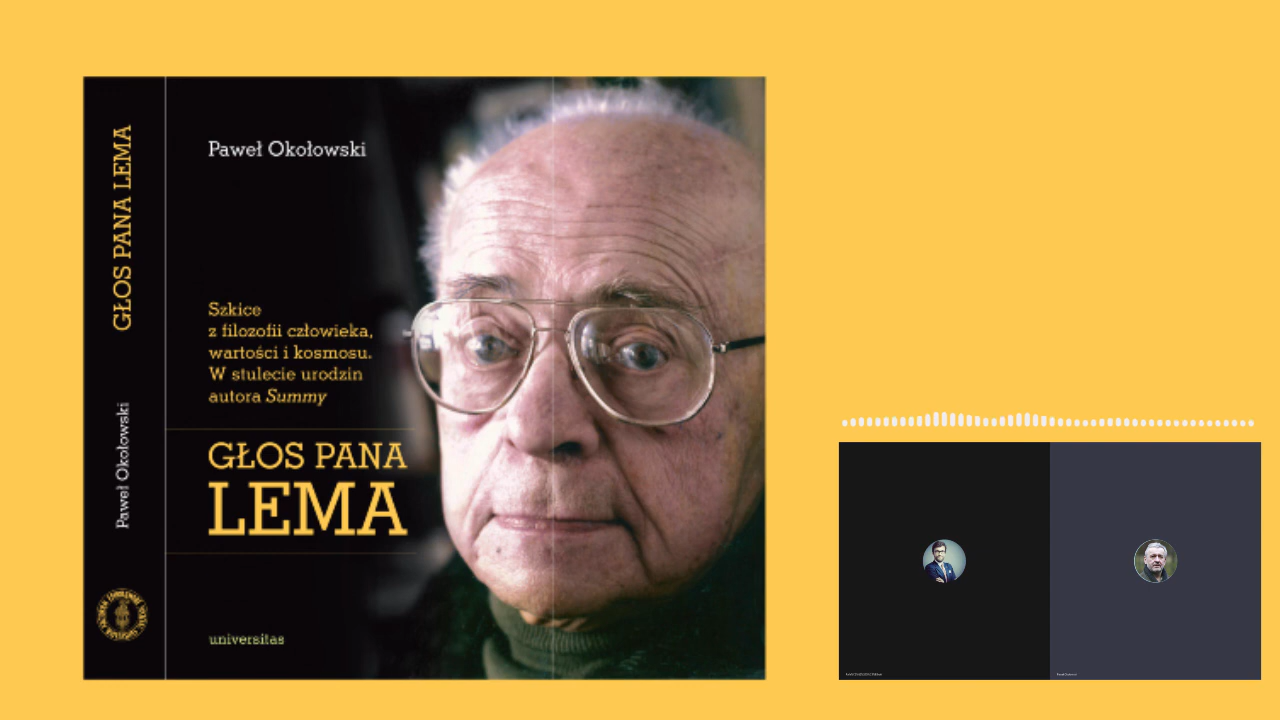 GŁOS PANA LEMA
Paweł Okołowski
Paweł Okołowski
Szkice
z filozofii człowieka,
wartości i kosmosu.
W stulecie urodzin
autora Summy
GŁOS PANA
LEMA
universitas